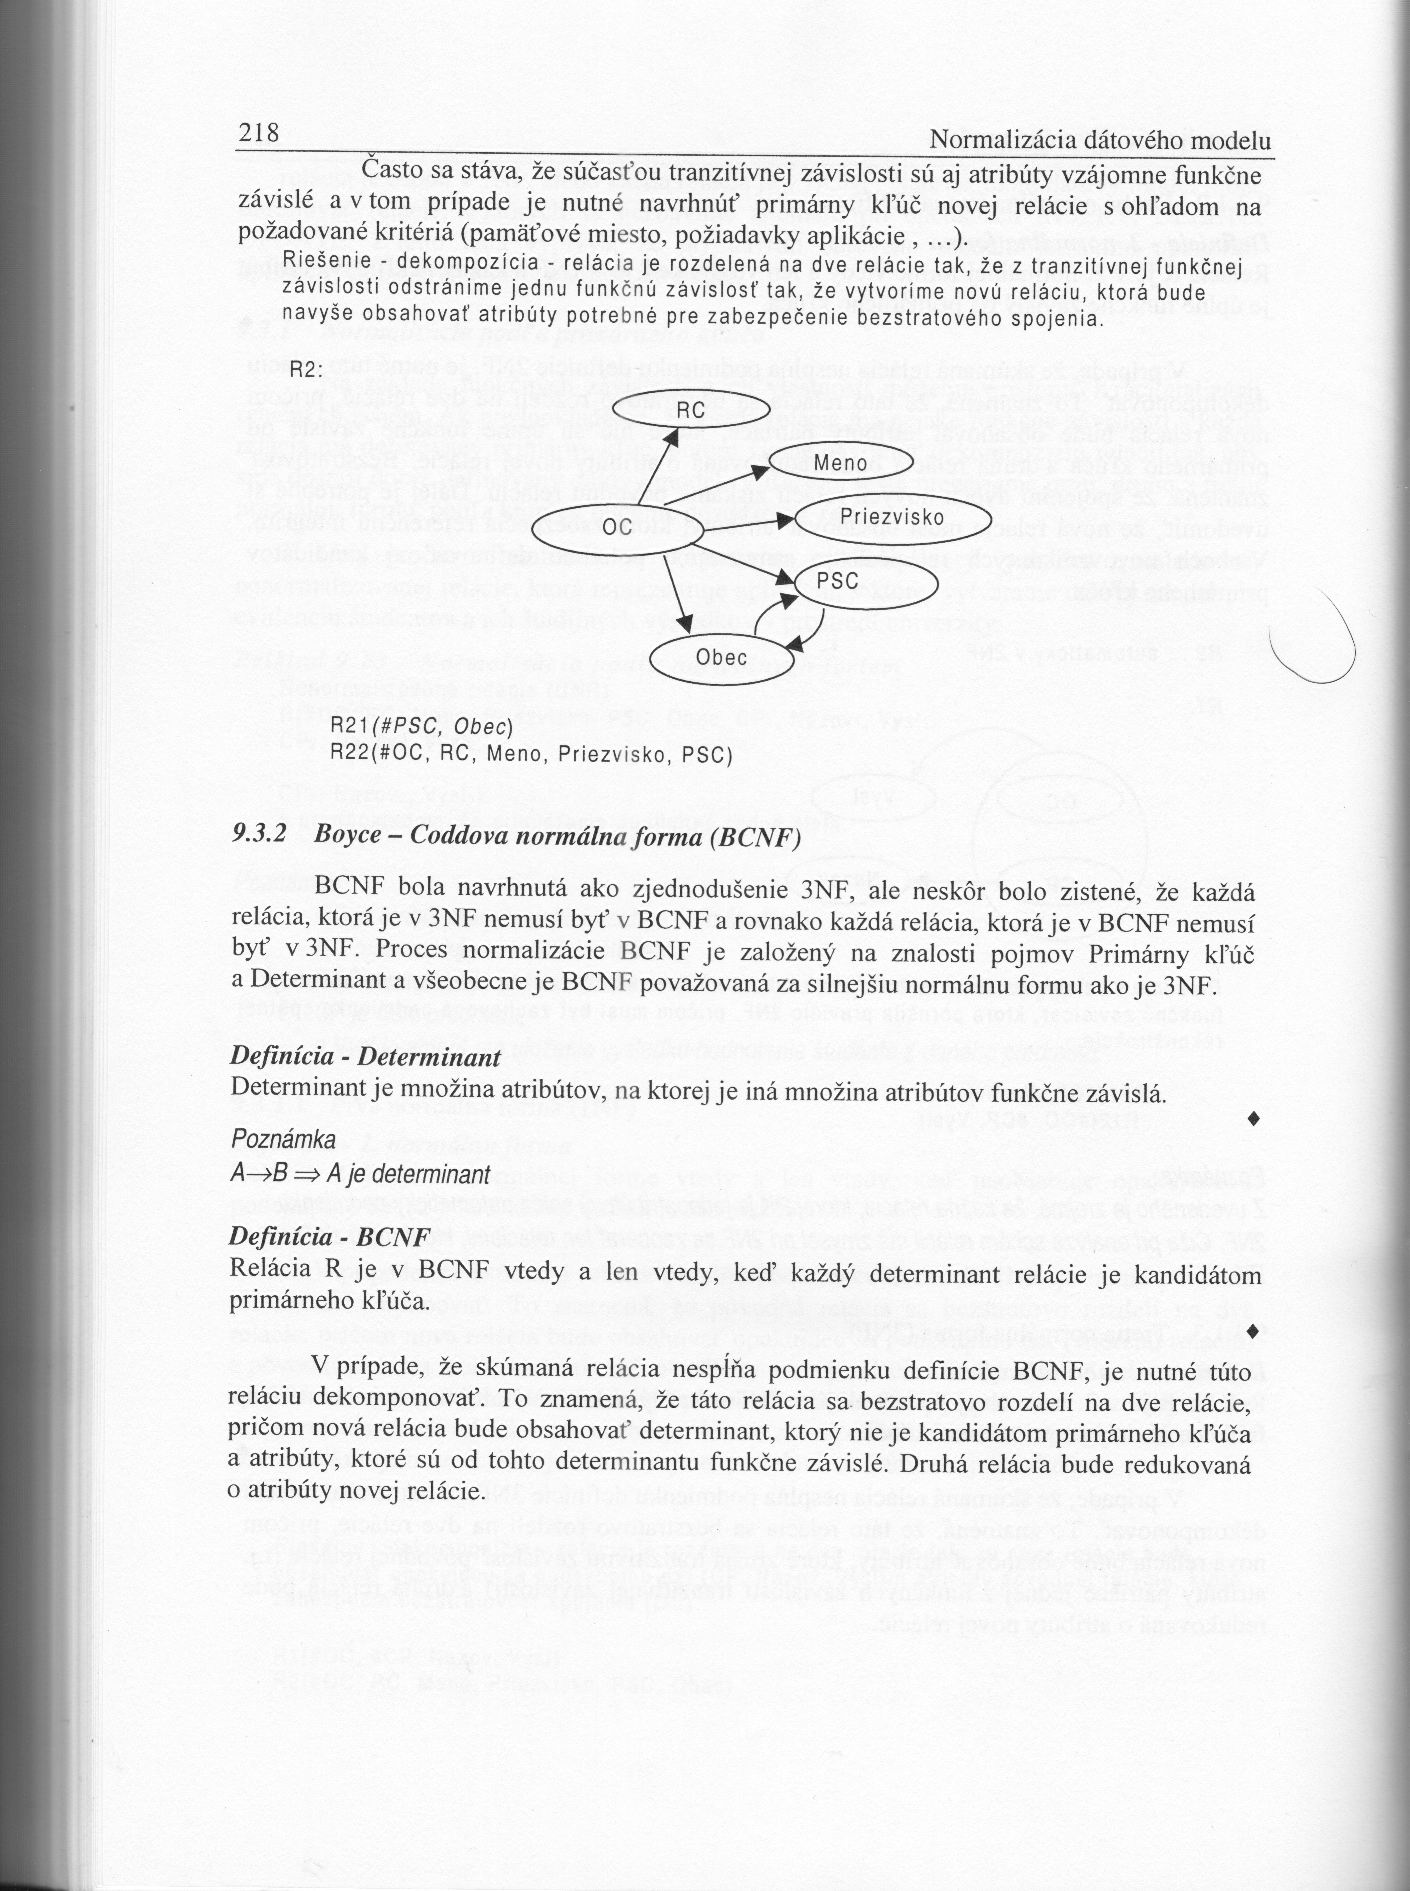 218
Normalizácia dátového modelu
Často sa stáva, že súčasťou tranzitívnej závislosti sú aj atribúty vzájomne funkčne
závislé a v tom prípade je nutné navrhnúť primárny kľúč novej relácie s ohľadom na
požadované kritériá (pamäťové miesto, požiadavky aplikácie , ...).
Riešenie - dekompozícia - relácia je rozdelená na dve relácie tak, že z tranzitívnej funkčnej
závislosti odstránime jednu funkčnú závislosť tak, že vytvoríme novú reláciu, ktorá bude
navyše obsahovať atribúty potrebné pre zabezpečenie bezstratového spojenia.
R2:
RC
Meno
Priezvisko
OC
PSC
Obec
R21(#PSC, Obec)
R22(#OC, RC, Meno, Priezvisko, PSC)
9.3.2 Boyce – Coddova normálna forma (BCNF)
BCNF bola navrhnutá ako zjednodušenie 3NF, ale neskôr bolo zistené, že každá
relácia, ktorá je v 3NF nemusí byť v BCNF a rovnako každá relácia, ktorá je v BCNF nemusí
byť v 3NF. Proces normalizácie BCNF je založený na znalosti pojmov Primárny kľúč
a Determinant a všeobecne je BCNF považovaná za silnejšiu normálnu formu ako je 3NF.
Definícia - Determinant
Determinant je množina atribútov, na ktorej je iná množina atribútov funkčne závislá.
♦
Poznámka
A→B ⇒ A je determinant
Definícia - BCNF
Relácia R je v BCNF vtedy a len vtedy, keď každý determinant relácie je kandidátom
primárneho kľúča.
♦
V prípade, že skúmaná relácia nespĺňa podmienku definície BCNF, je nutné túto
reláciu dekomponovať. To znamená, že táto relácia sa bezstratovo rozdelí na dve relácie,
pričom nová relácia bude obsahovať determinant, ktorý nie je kandidátom primárneho kľúča
a atribúty, ktoré sú od tohto determinantu funkčne závislé. Druhá relácia bude redukovaná
o atribúty novej relácie.